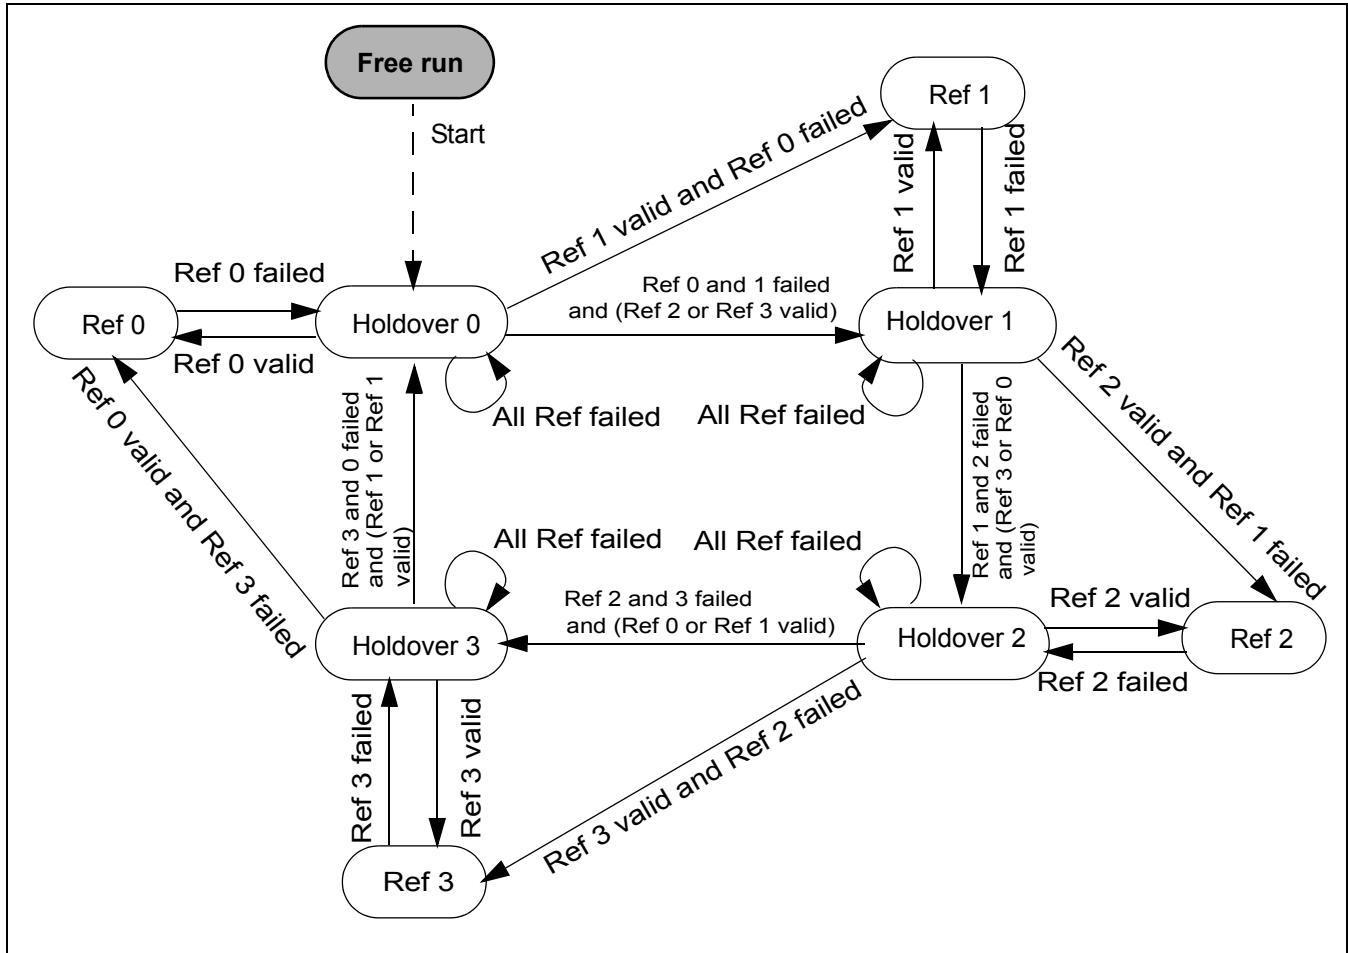 Free run
Start
Ref 1
Ref 1 valid and Ref 0 failed
Ref 1 valid
Ref 1 failed
Ref 0 failed
Ref 0
Ref 0 valid
Holdover 0
Ref 0 and 1 failed
and (Ref 2 or Ref 3 valid)
Holdover 1
All Ref failed
All Ref failed
Ref 2 valid and Ref 1 failed
Ref 0 valid and Ref 3 failed
Ref 3 and 0 failed
and (Ref 1 or Ref 1
valid)
Ref 1 and 2 failed
and (Ref 3 or Ref 0
valid)
All Ref failed
All Ref failed
Ref 2 and 3 failed
and (Ref 0 or Ref 1 valid)
Holdover 3
Holdover 2
Ref 2 valid
Ref 2
Ref 2 failed
Ref 3 failed
Ref 3 valid
Ref 3 valid and Ref 2 failed
Ref 3